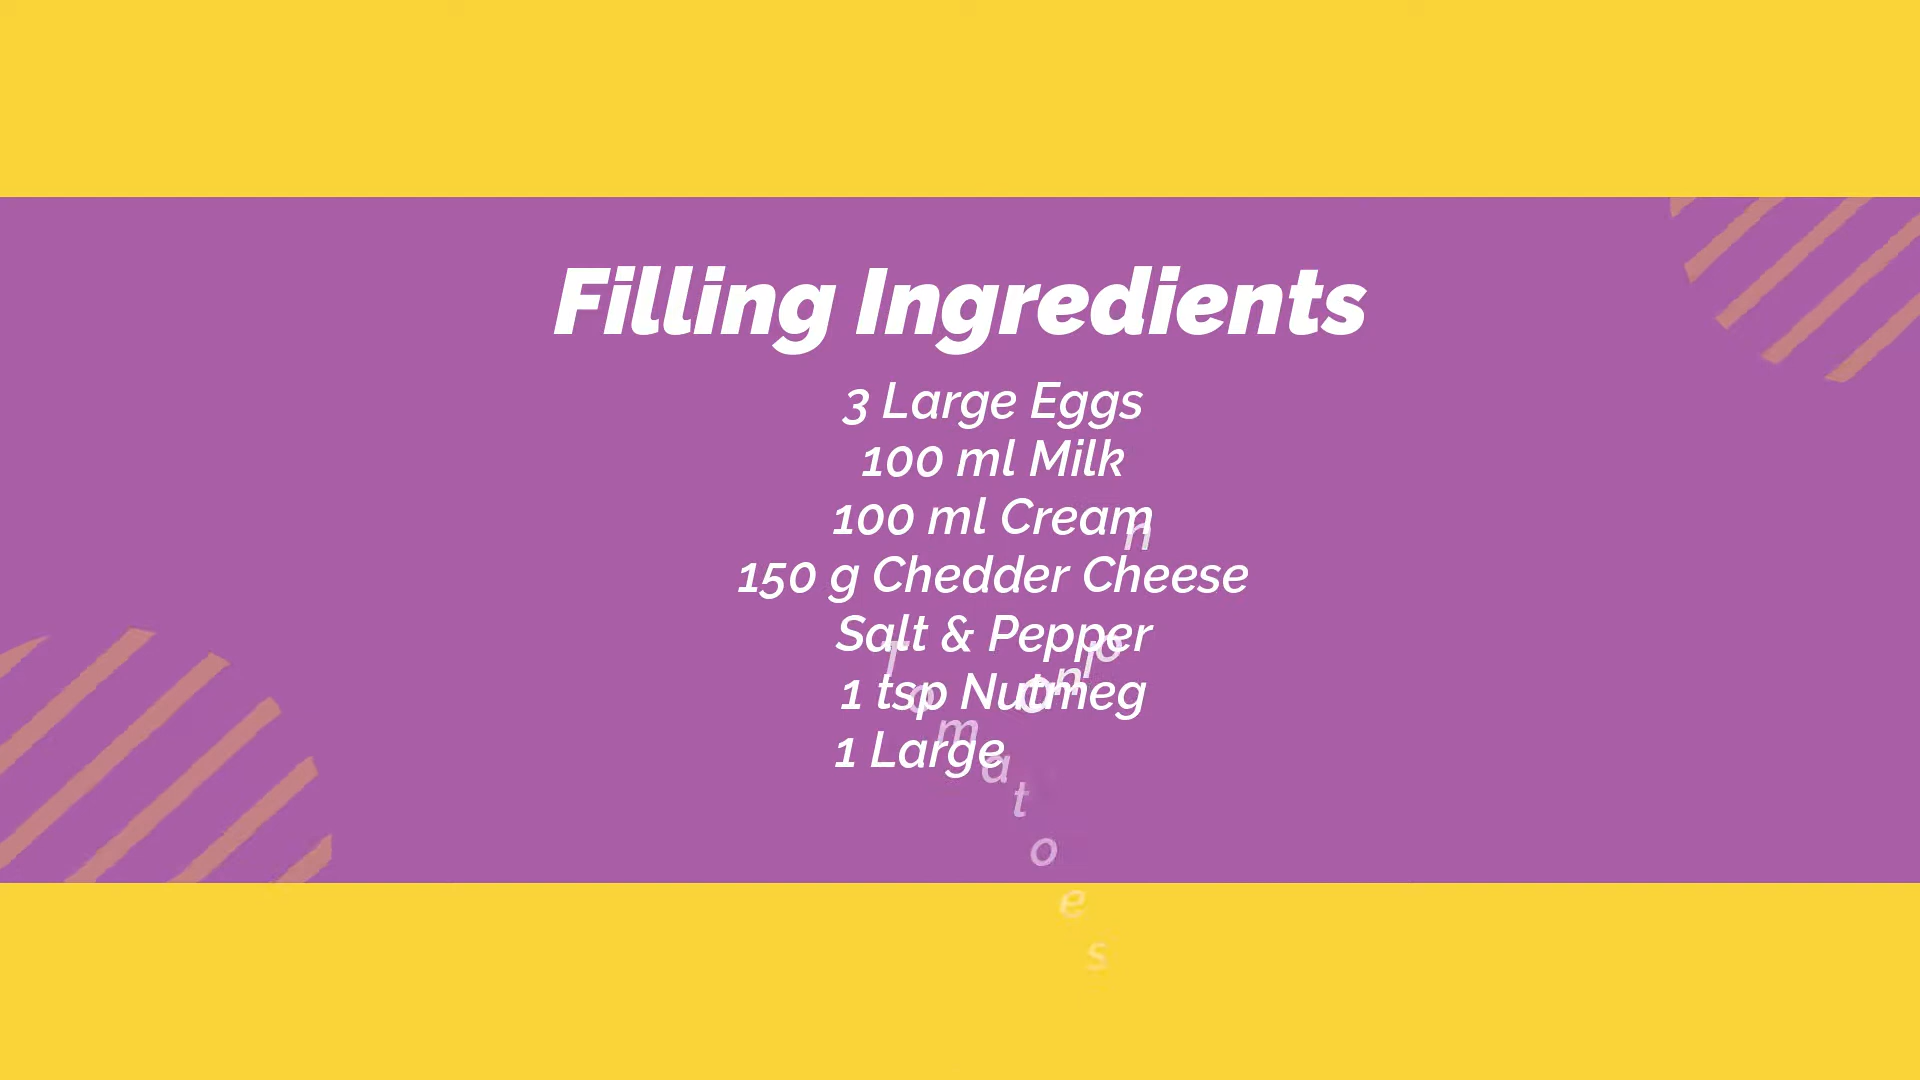 Filling Ingredients
3 Large Eggs
100 ml Milk
100 ml Cream
150 g Chedder Cheese
Salt & Pepper
1 tsp Nutmeg
1 Large
Tomatoes